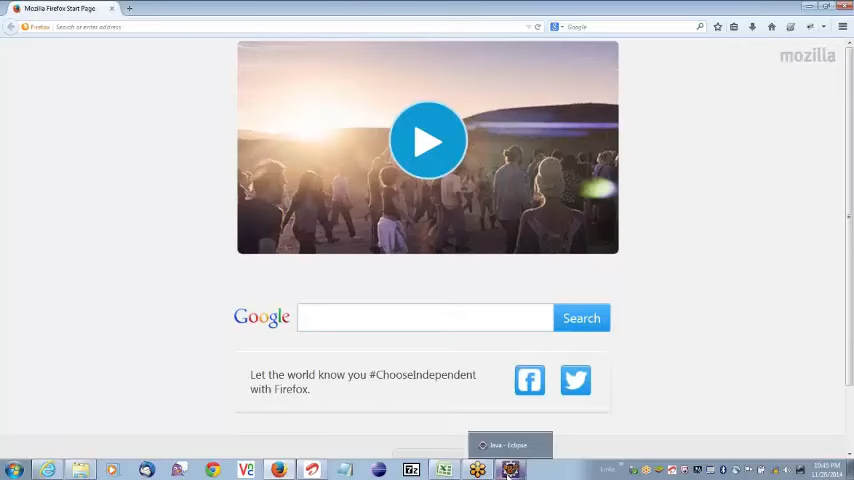 Mozilla Firefox Start Page
Firefox Search or enter address
Google
mozilla
Google Search
Let the world know you #ChooseIndependent
with Firefox.
Java - Eclipse
Links
10:45 PM
11/26/2014